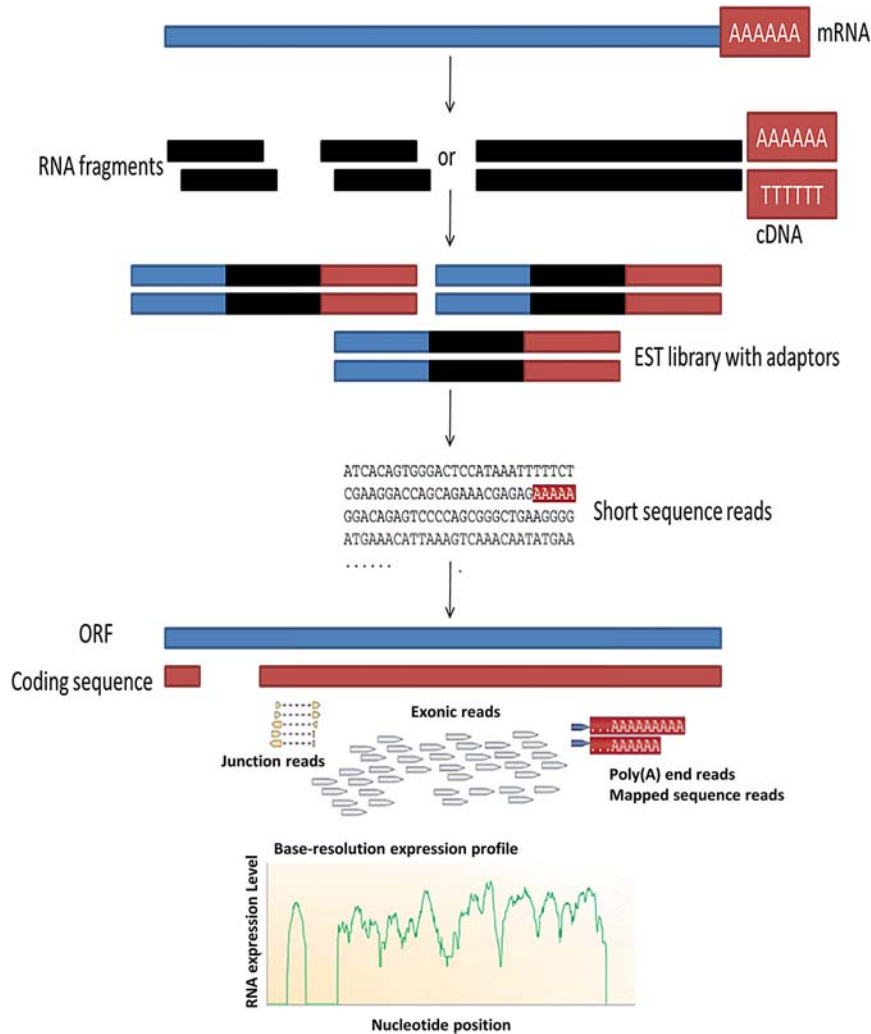 AAAAAA mRNA
AAAAAA
RNA fragments
or
TTTTTT
cDNA
EST library with adaptors
ATCACAGTGGGACTCCATAAATTTTTCT
CGAAGGACCAGCAGAAACGAGAGAAAAA
GGACAGAGTCCCCAGCGGGCTGAAGGGG
ATGAAACATTAAAGTCAAACAATATGAA
...... .
Short sequence reads
ORF
Coding sequence
Junction reads
Exonic reads
...AAAAAAAAA
...AAAAAA
Poly(A) end reads
Mapped sequence reads
Base-resolution expression profile
RNA expression Level
Nucleotide position